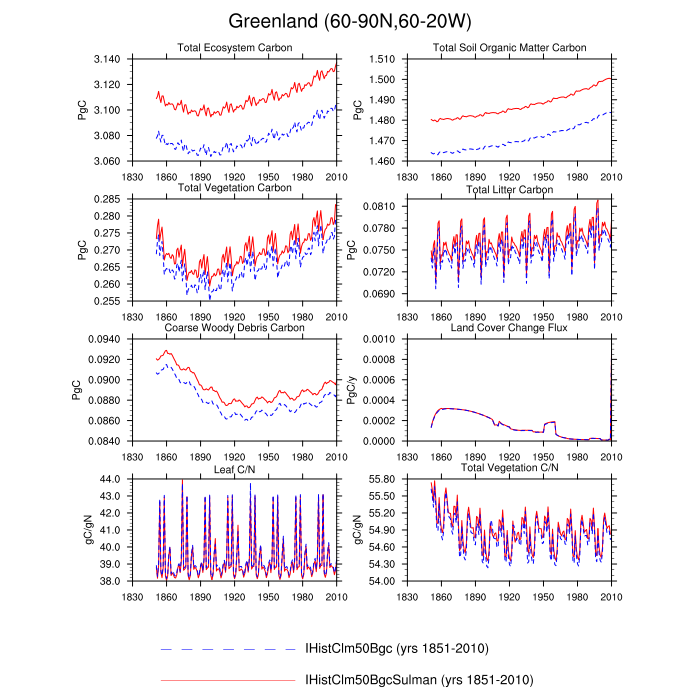 Greenland (60-90N,60-20W)
Total Ecosystem Carbon
Total Soil Organic Matter Carbon
PgC
3.140
3.120
3.100
3.080
3.060
1830 1860 1890 1920 1950 1980 2010
PgC
1.510
1.500
1.490
1.480
1.470
1.460
1830 1860 1890 1920 1950 1980 2010
Total Vegetation Carbon
Total Litter Carbon
PgC
0.285
0.280
0.275
0.270
0.265
0.260
0.255
1830 1860 1890 1920 1950 1980 2010
PgC
0.0810
0.0780
0.0750
0.0720
0.0690
1830 1860 1890 1920 1950 1980 2010
Coarse Woody Debris Carbon
Land Cover Change Flux
PgC
0.0940
0.0920
0.0900
0.0880
0.0860
0.0840
1830 1860 1890 1920 1950 1980 2010
PgC/y
0.0010
0.0008
0.0006
0.0004
0.0002
0.0000
1830 1860 1890 1920 1950 1980 2010
Leaf C/N
Total Vegetation C/N
gC/gN
44.0
43.0
42.0
41.0
40.0
39.0
38.0
1830 1860 1890 1920 1950 1980 2010
gC/gN
55.80
55.50
55.20
54.90
54.60
54.30
54.00
1830 1860 1890 1920 1950 1980 2010
IHistClm50Bgc (yrs 1851-2010)
IHistClm50BgcSulman (yrs 1851-2010)